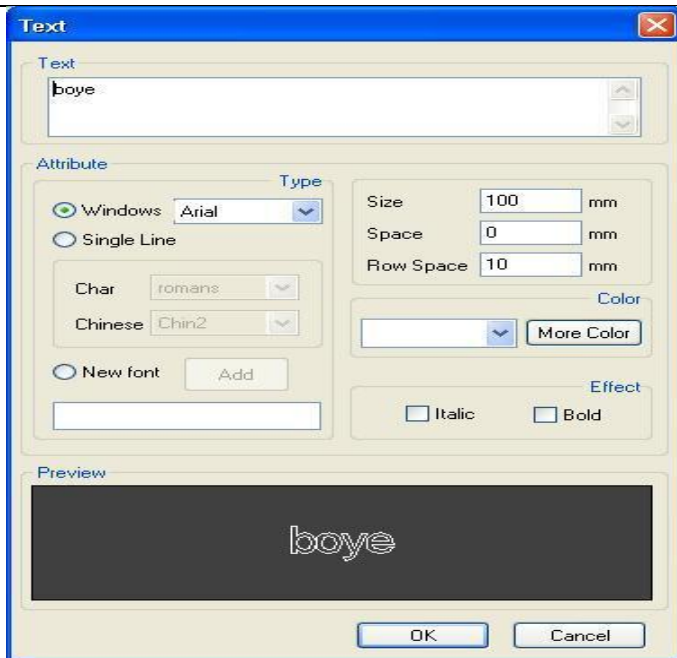 Text
Text
boye
Attribute
Type
Windows Arial
Single Line
Char romans
Chinese Chin2
New font Add
Size 100 mm
Space 0 mm
Row Space 10 mm
Color
More Color
Effect
Italic Bold
Preview
boye
OK Cancel